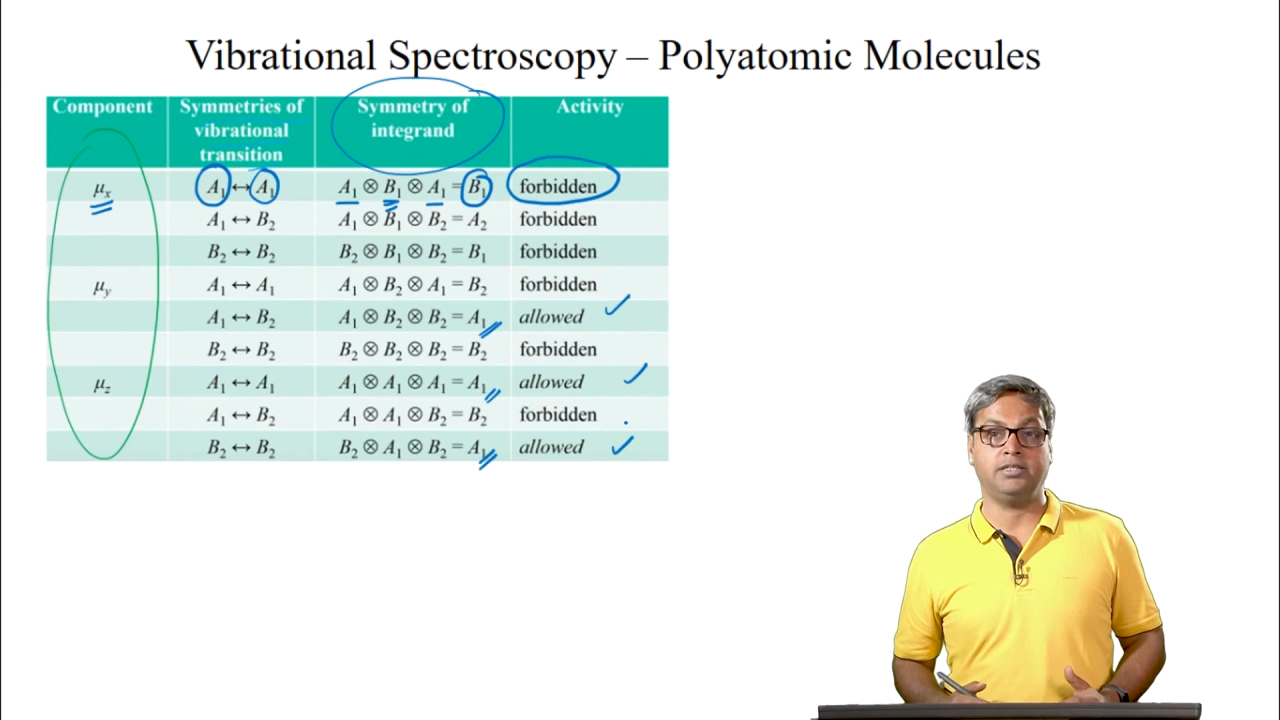 Vibrational Spectroscopy – Polyatomic Molecules
Component Symmetries of vibrational transition Symmetry of integrand Activity
μx A1 ↔ A1 A1 ⊗ B1 ⊗ A1 = B1 forbidden
A1 ↔ B2 A1 ⊗ B1 ⊗ B2 = A2 forbidden
B2 ↔ B2 B2 ⊗ B1 ⊗ B2 = B1 forbidden
μy A1 ↔ A1 A1 ⊗ B2 ⊗ A1 = B2 forbidden
A1 ↔ B2 A1 ⊗ B2 ⊗ B2 = A1 allowed
B2 ↔ B2 B2 ⊗ B2 ⊗ B2 = B2 forbidden
μz A1 ↔ A1 A1 ⊗ A1 ⊗ A1 = A1 allowed
A1 ↔ B2 A1 ⊗ A1 ⊗ B2 = B2 forbidden
B2 ↔ B2 B2 ⊗ A1 ⊗ B2 = A1 allowed